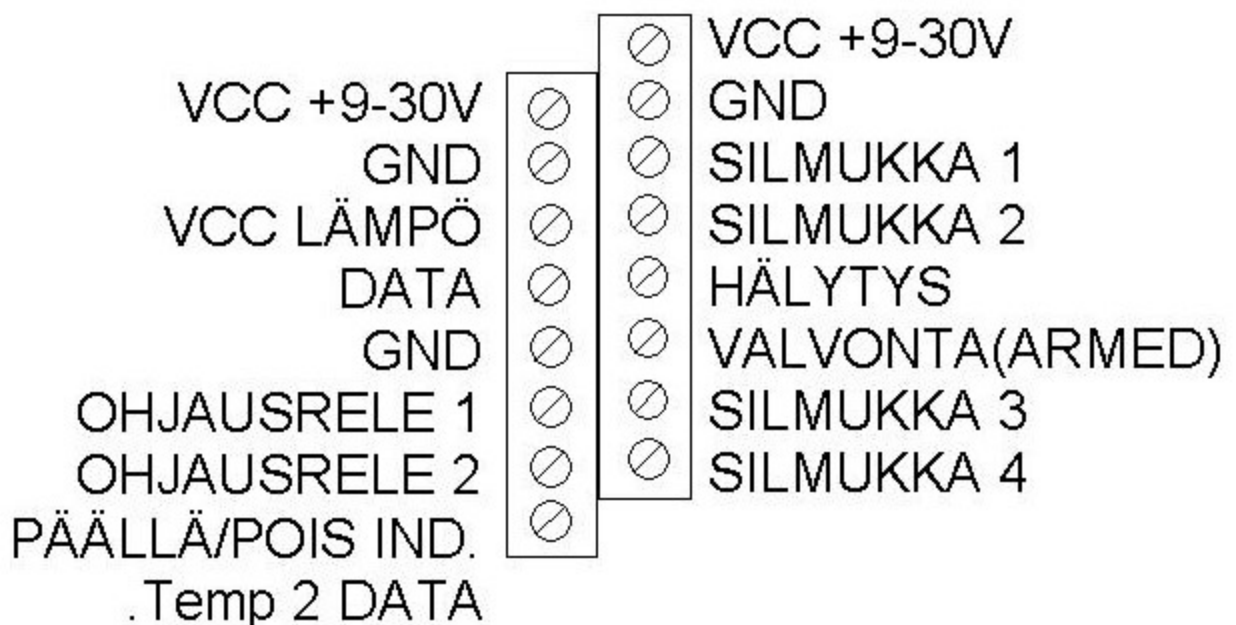 VCC +9-30V
GND
VCC LÄMPÖ
DATA
GND
OHJAUSRELE 1
OHJAUSRELE 2
PÄÄLLÄ/POIS IND.
.Temp 2 DATA
VCC +9-30V
GND
SILMUKKA 1
SILMUKKA 2
HÄLYTYS
VALVONTA(ARMED)
SILMUKKA 3
SILMUKKA 4